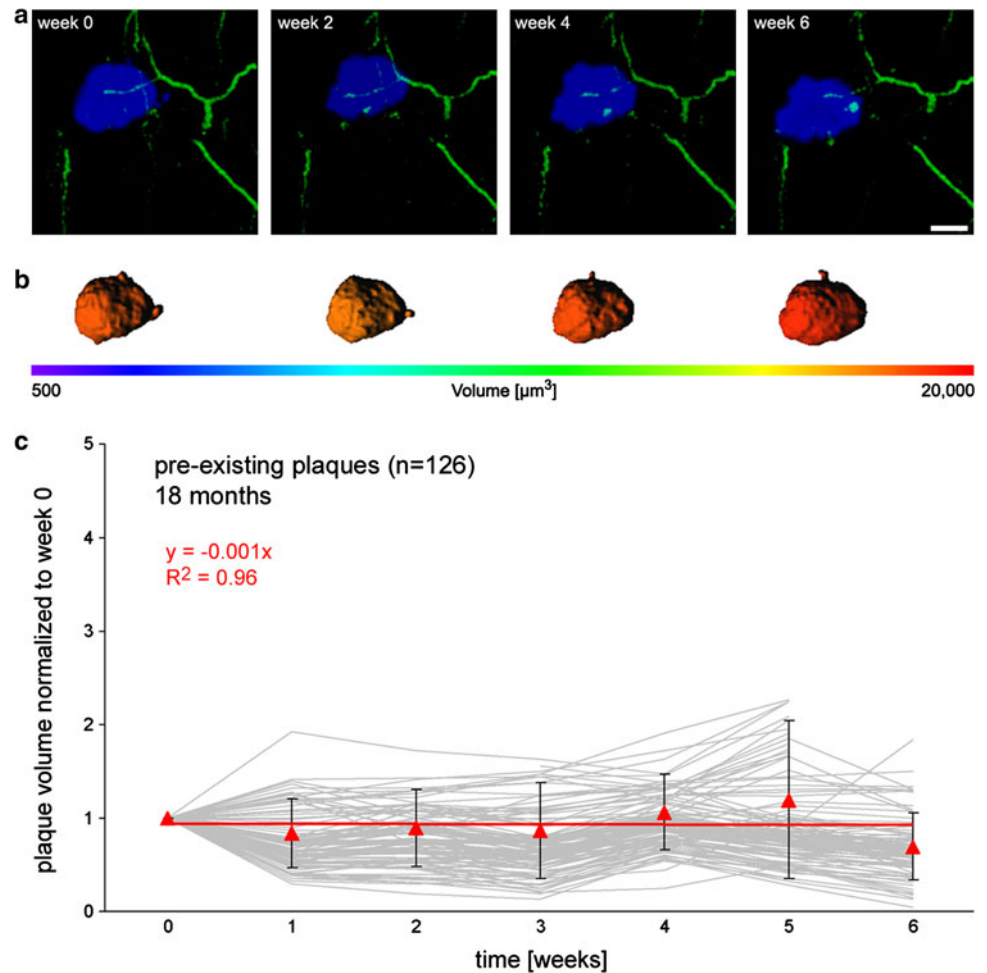 a
week 0
week 2
week 4
week 6
b
500
Volume [µm³]
20,000
c
5
4
3
2
1
0
plaque volume normalized to week 0
pre-existing plaques (n=126)
18 months
y = -0.001x
R² = 0.96
0 1 2 3 4 5 6
time [weeks]